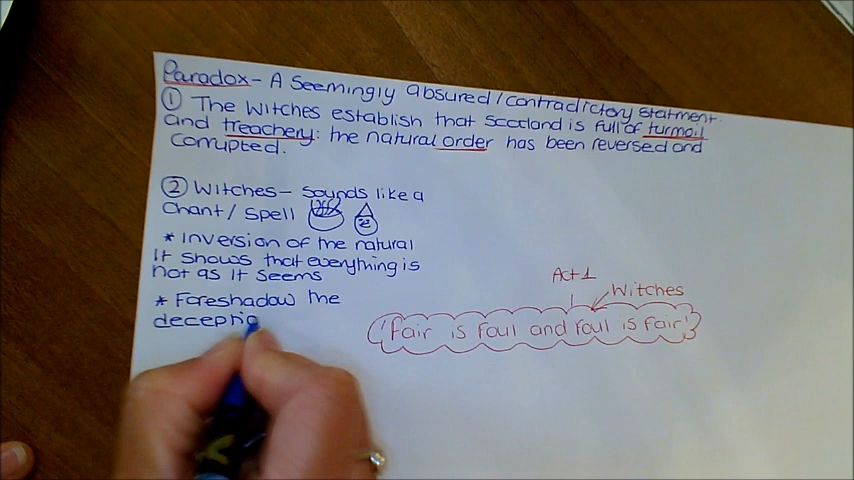 Paradox - A Seemingly absured/contradictory statment.
① The Witches establish that Scotland is full of turmoil
and treachery: the natural order has been reversed and
corrupted.
② Witches - sounds like a
chant/spell
* Inversion of the natural
It shows that everything is
not as it seems
* Foreshadow the
deceptio
Act 1
Witches
'Fair is foul and foul is fair'